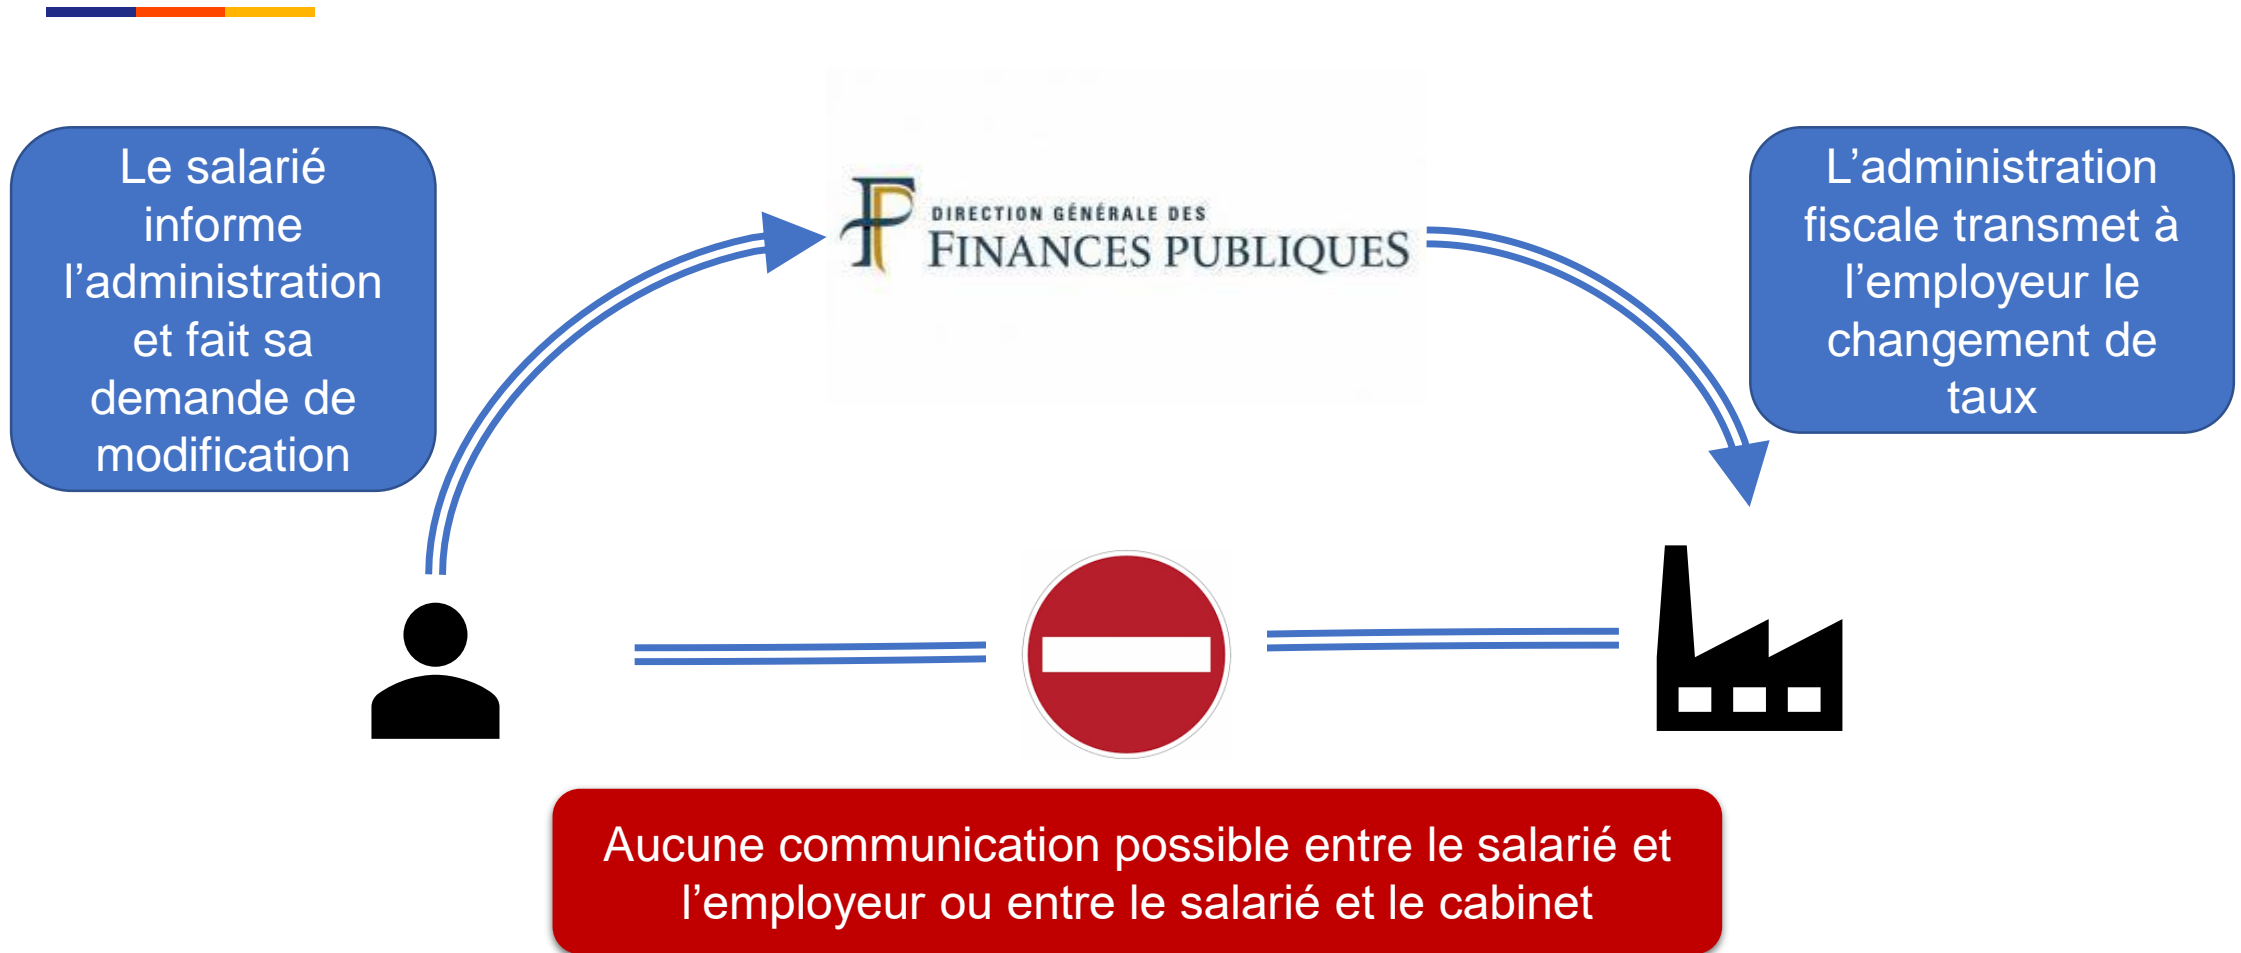 Le salarié
informe
l’administration
et fait sa
demande de
modification
DIRECTION GÉNÉRALE DES
FINANCES PUBLIQUES
L’administration
fiscale transmet à
l’employeur le
changement de
taux
Aucune communication possible entre le salarié et
l’employeur ou entre le salarié et le cabinet